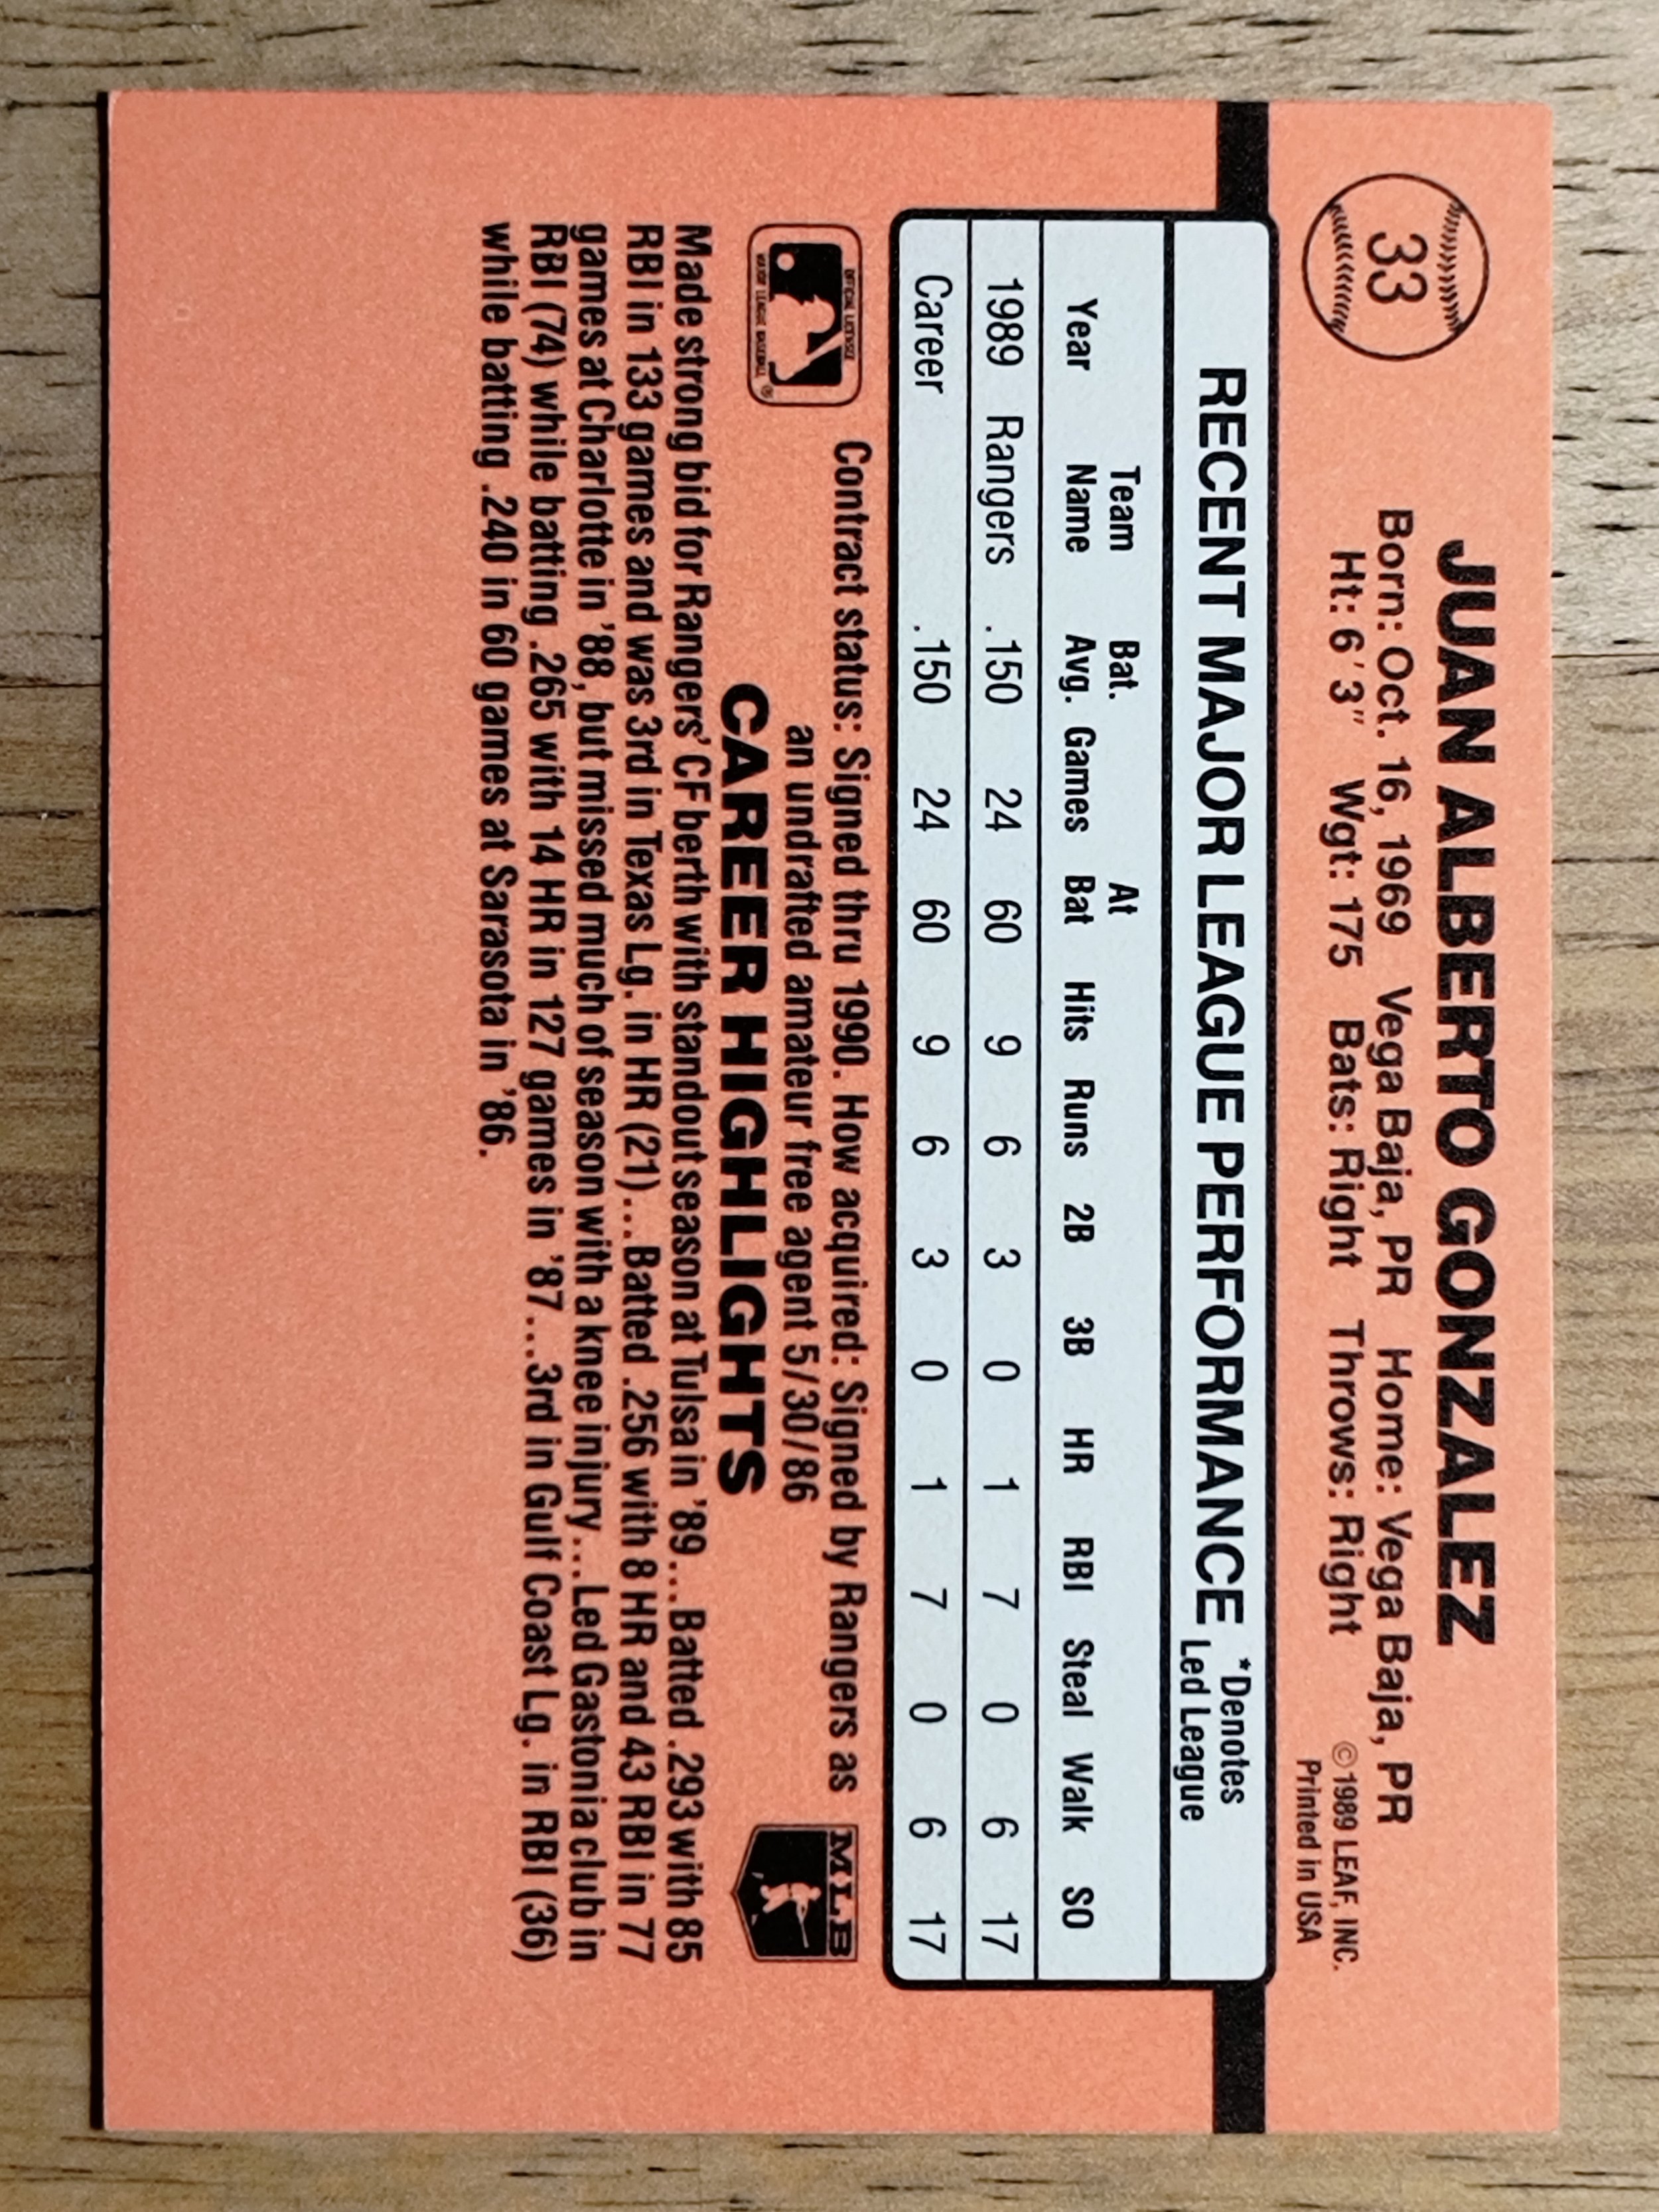 33
JUAN ALBERTO GONZALEZ
Born: Oct. 16, 1969 Vega Baja, PR Home: Vega Baja, PR
Ht: 6′3″ Wgt: 175 Bats: Right Throws: Right
© 1989 LEAF, INC.
Printed in USA
RECENT MAJOR LEAGUE PERFORMANCE *Denotes
Led League
Team Bat. At
Year Name Avg. Games Bat Hits Runs 2B 3B HR RBI Steal Walk SO
1989 Rangers .150 24 60 9 6 3 0 1 7 0 6 17
Career .150 24 60 9 6 3 0 1 7 0 6 17
OFFICIAL LICENSEE
MAJOR LEAGUE BASEBALL ®
Contract status: Signed thru 1990. How acquired: Signed by Rangers as
an undrafted amateur free agent 5/30/86
MLB
CAREER HIGHLIGHTS
Made strong bid for Rangers' CF berth with standout season at Tulsa in '89...Batted .293 with 85
RBI in 133 games and was 3rd in Texas Lg. in HR (21)...Batted .256 with 8 HR and 43 RBI in 77
games at Charlotte in '88, but missed much of season with a knee injury...Led Gastonia club in
RBI (74) while batting .265 with 14 HR in 127 games in '87...3rd in Gulf Coast Lg. in RBI (36)
while batting .240 in 60 games at Sarasota in '86.